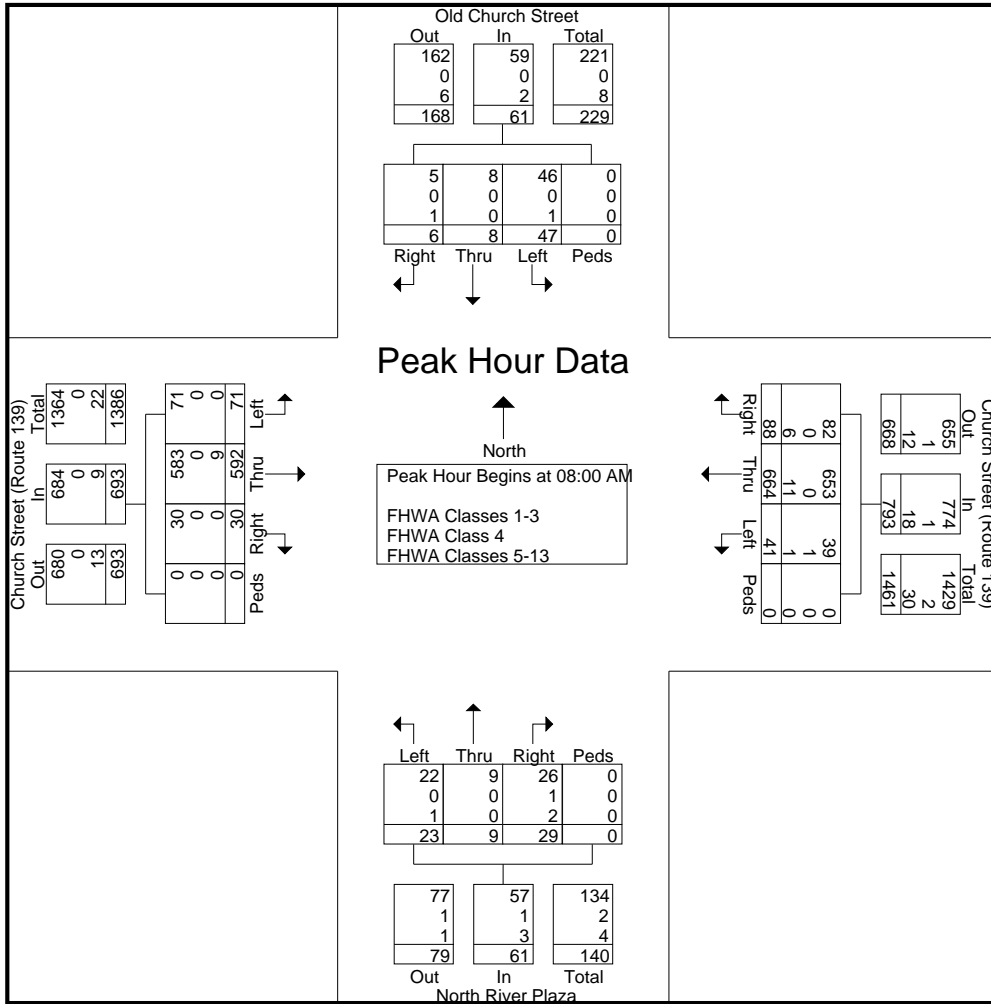 Old Church Street
Out In Total
162 59 221
0 0 0
6 2 8
168 61 229
5 8 46 0
0 0 0 0
1 0 1 0
6 8 47 0
Right Thru Left Peds
Peak Hour Data
North
Peak Hour Begins at 08:00 AM
FHWA Classes 1-3
FHWA Class 4
FHWA Classes 5-13
Church Street (Route 139)
Out In Total
680 684 1364
0 0 0
13 9 22
693 693 1386
0 30 583 71
0 0 0 0
0 0 9 0
0 30 592 71
Peds Right Thru Left
Church Street (Route 139)
Out In Total
655 774 1429
1 1 2
12 18 30
668 793 1461
82 653 39 0
0 0 1 0
6 11 1 0
88 664 41 0
Right Thru Left Peds
Left Thru Right Peds
22 9 26 0
0 0 1 0
1 0 2 0
23 9 29 0
77 57 134
1 1 2
1 3 4
79 61 140
Out In Total
North River Plaza